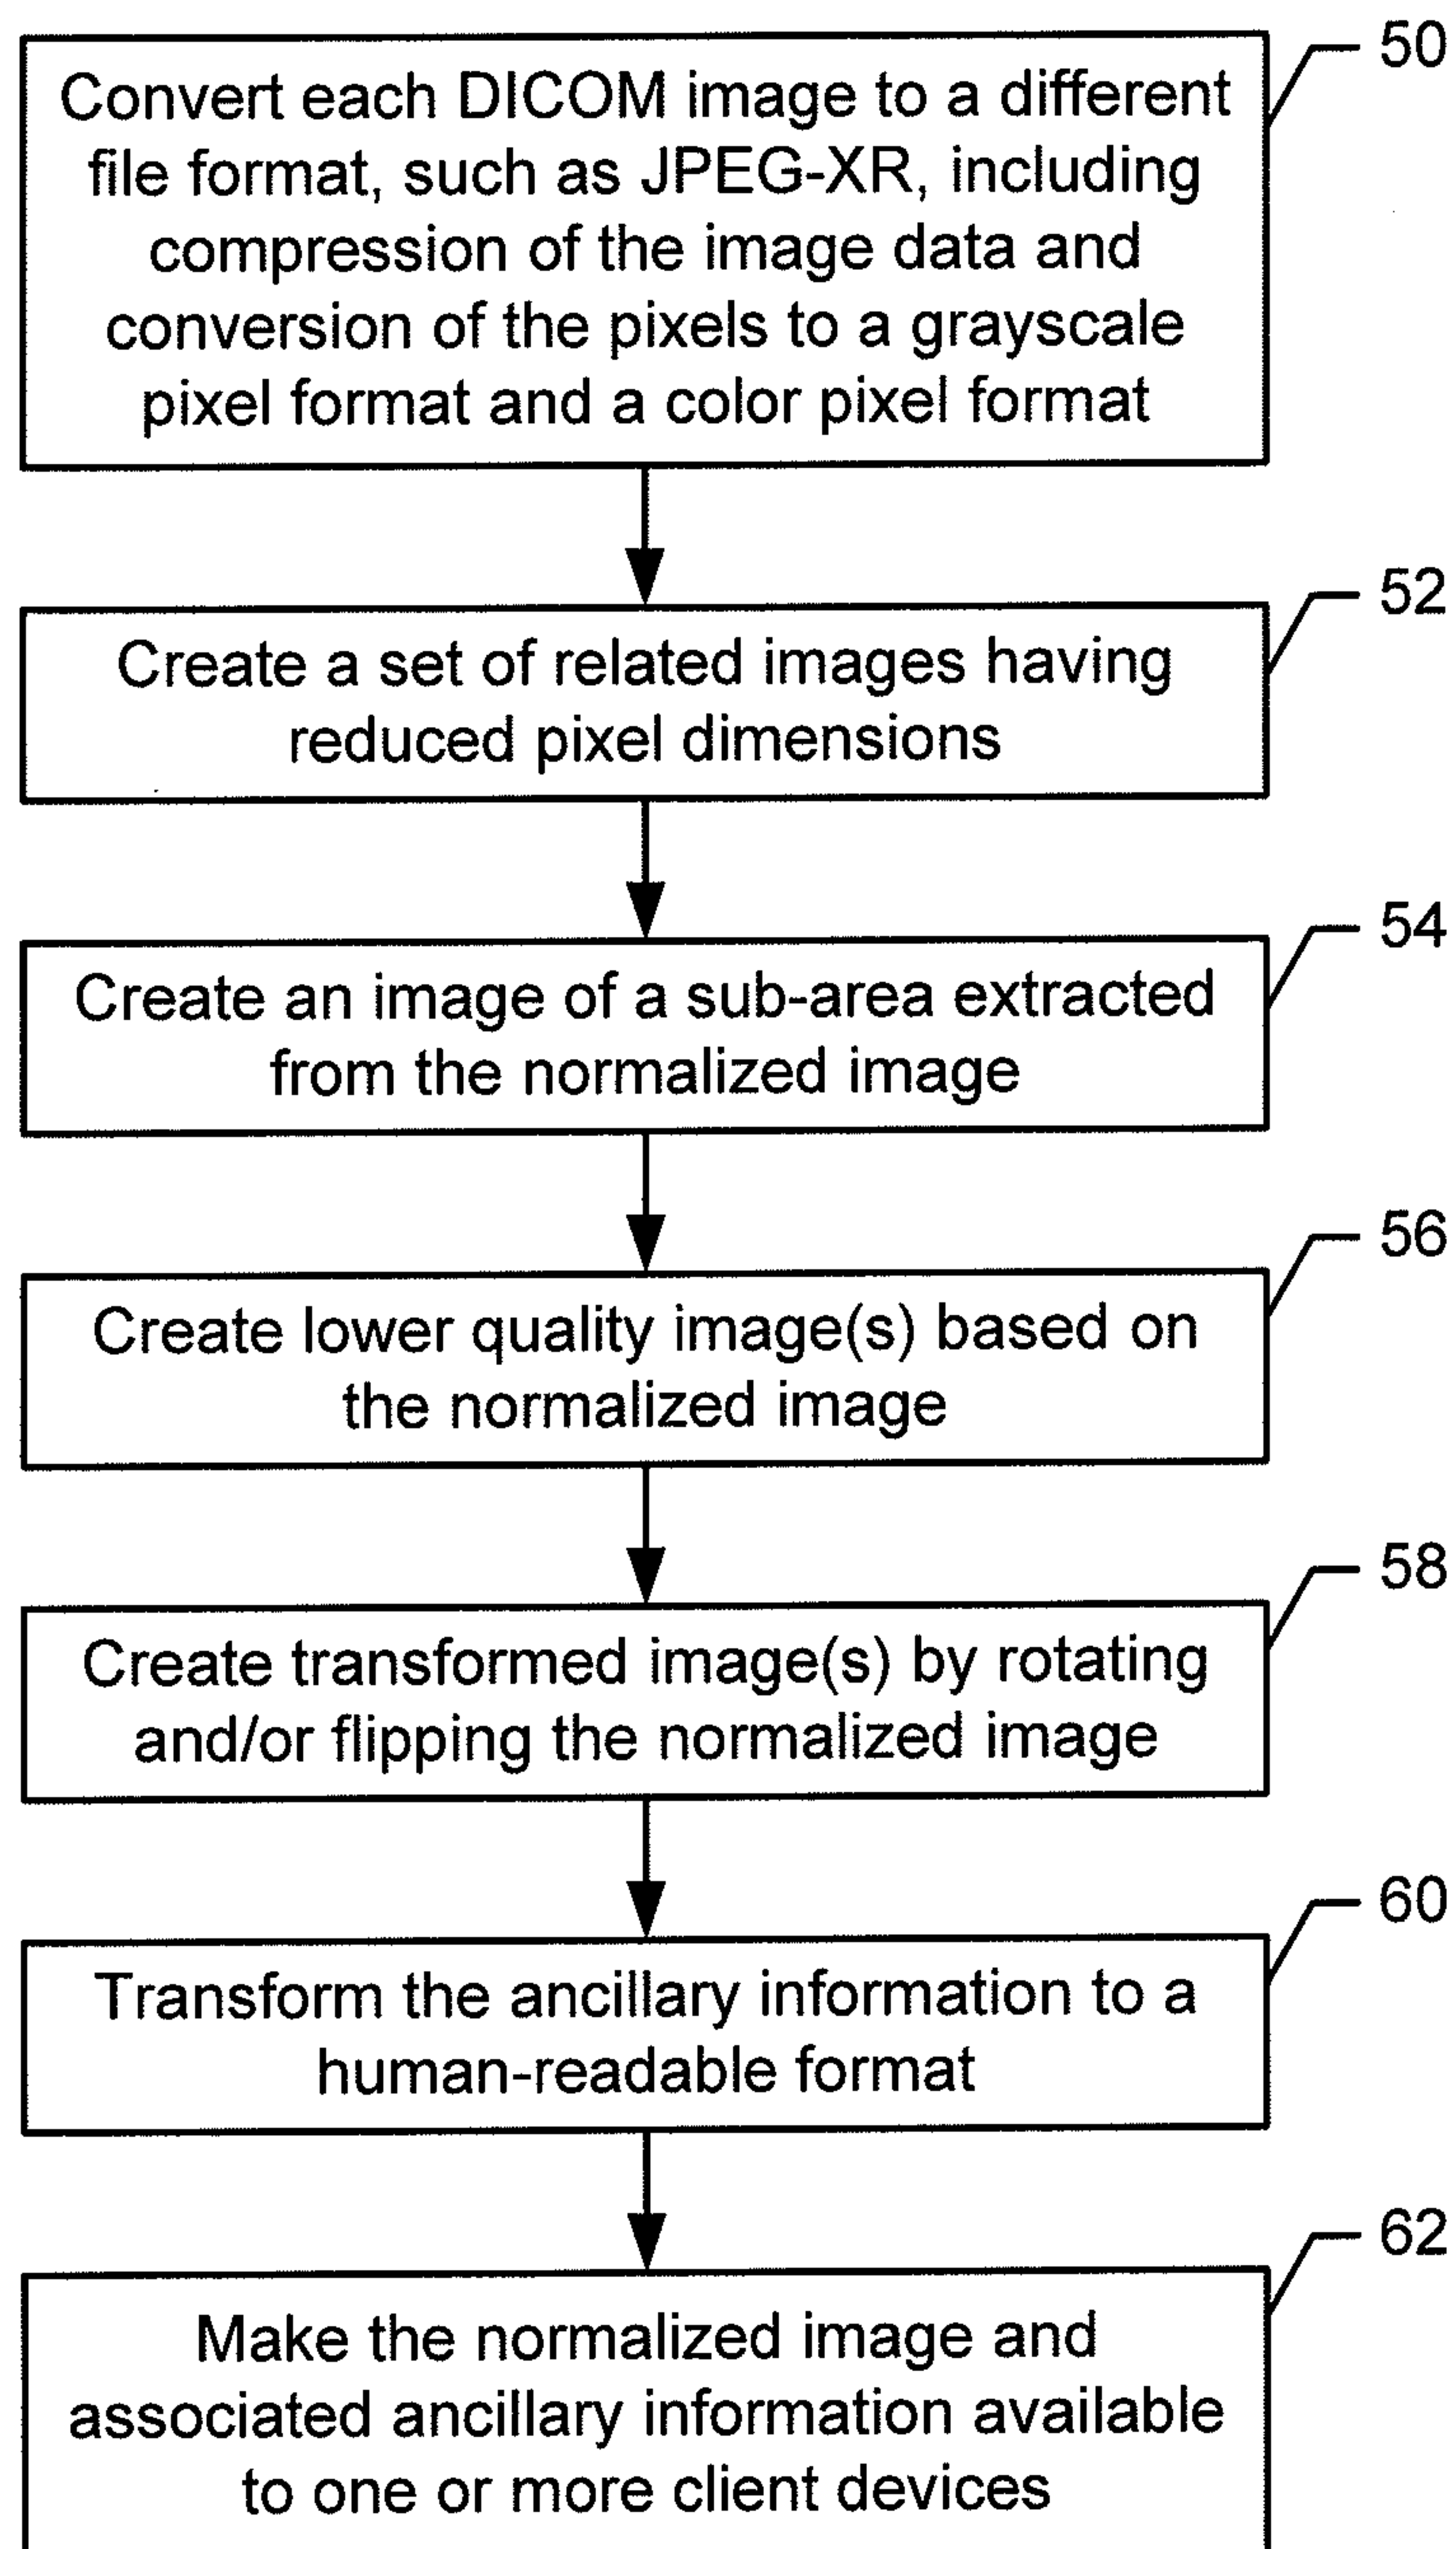 50
Convert each DICOM image to a different
file format, such as JPEG-XR, including
compression of the image data and
conversion of the pixels to a grayscale
pixel format and a color pixel format
52
Create a set of related images having
reduced pixel dimensions
54
Create an image of a sub-area extracted
from the normalized image
56
Create lower quality image(s) based on
the normalized image
58
Create transformed image(s) by rotating
and/or flipping the normalized image
60
Transform the ancillary information to a
human-readable format
62
Make the normalized image and
associated ancillary information available
to one or more client devices